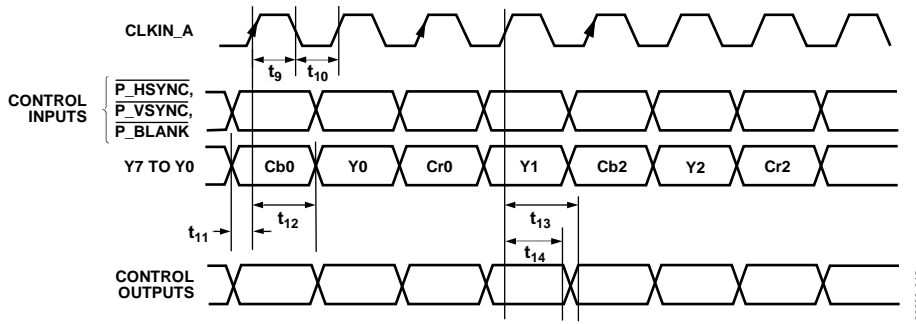 CLKIN_A
t9
t10
CONTROL
INPUTS
P_HSYNC,
P_VSYNC,
P_BLANK
Y7 TO Y0
Cb0
Y0
Cr0
Y1
Cb2
Y2
Cr2
t12
t13
t11
t14
CONTROL
OUTPUTS